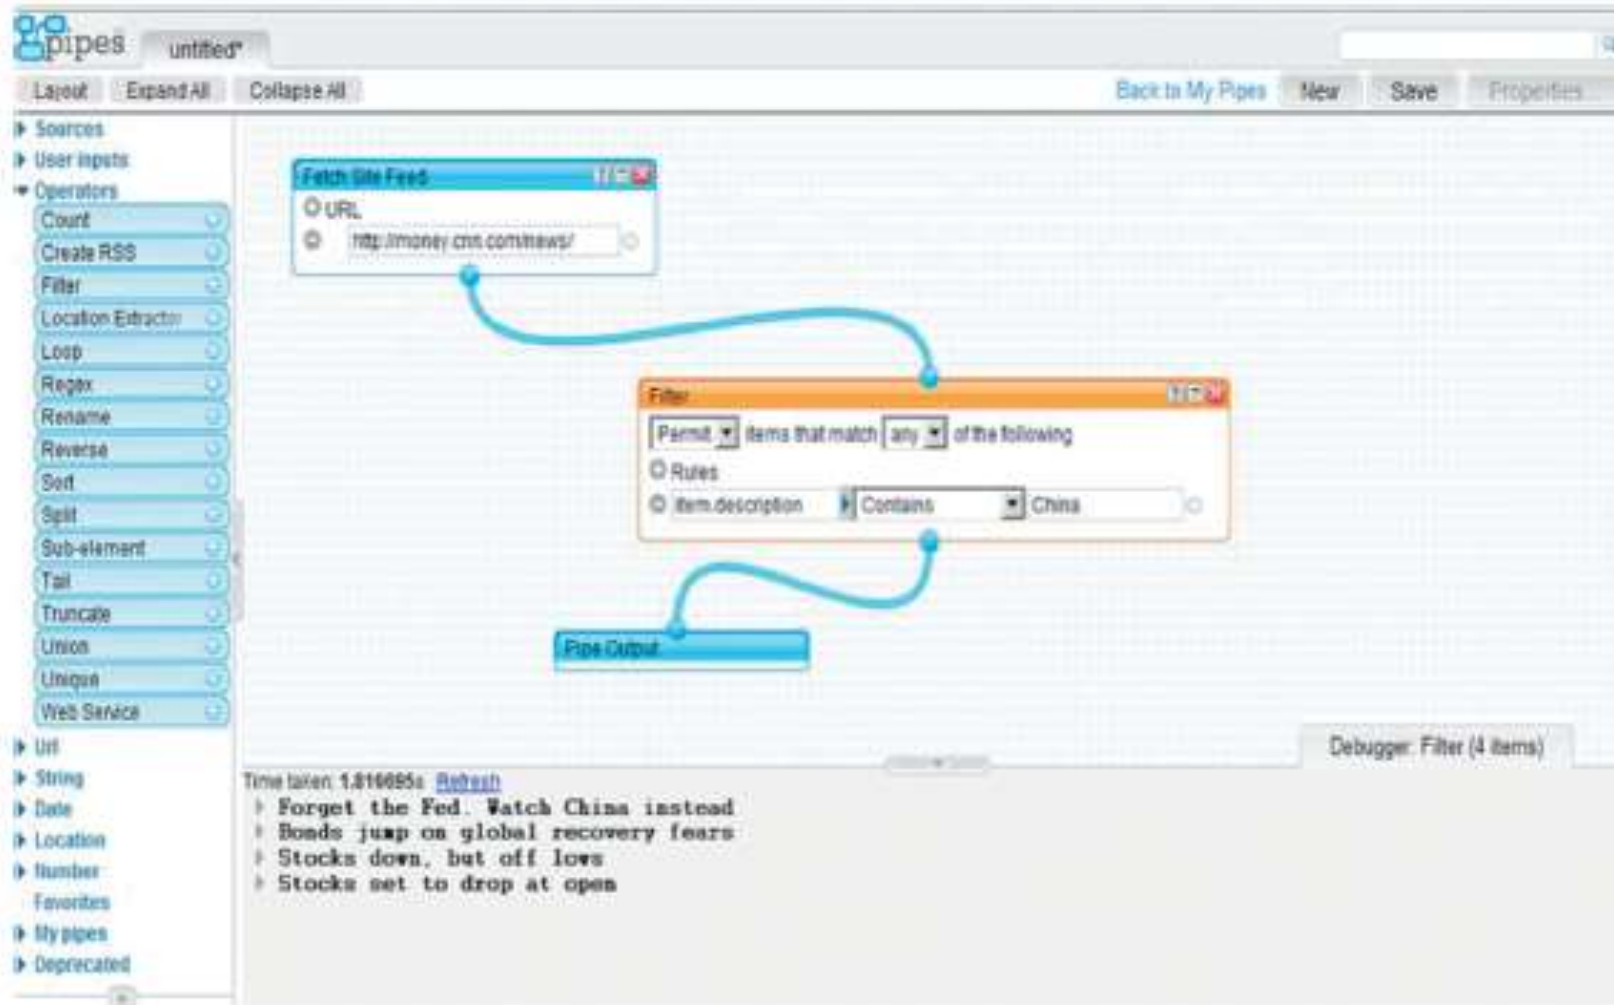 pipes
untitled*
Layout Expand All Collapse All Back to My Pipes New Save Properties
Sources
User inputs
Operators
Count
Create RSS
Filter
Location Extractor
Loop
Regex
Rename
Reverse
Sort
Split
Sub-element
Tail
Truncate
Union
Unique
Web Service
Url
String
Date
Location
Number
Favorites
My pipes
Deprecated
Fetch Site Feed
URL
http://money.cnn.com/news/
Filter
Permit items that match any of the following
Rules
item.description Contains China
Pipe Output
Debugger: Filter (4 items)
Time taken: 1.816695s Refresh
Forget the Fed. Watch China instead
Bonds jump on global recovery fears
Stocks down, but off lows
Stocks set to drop at open